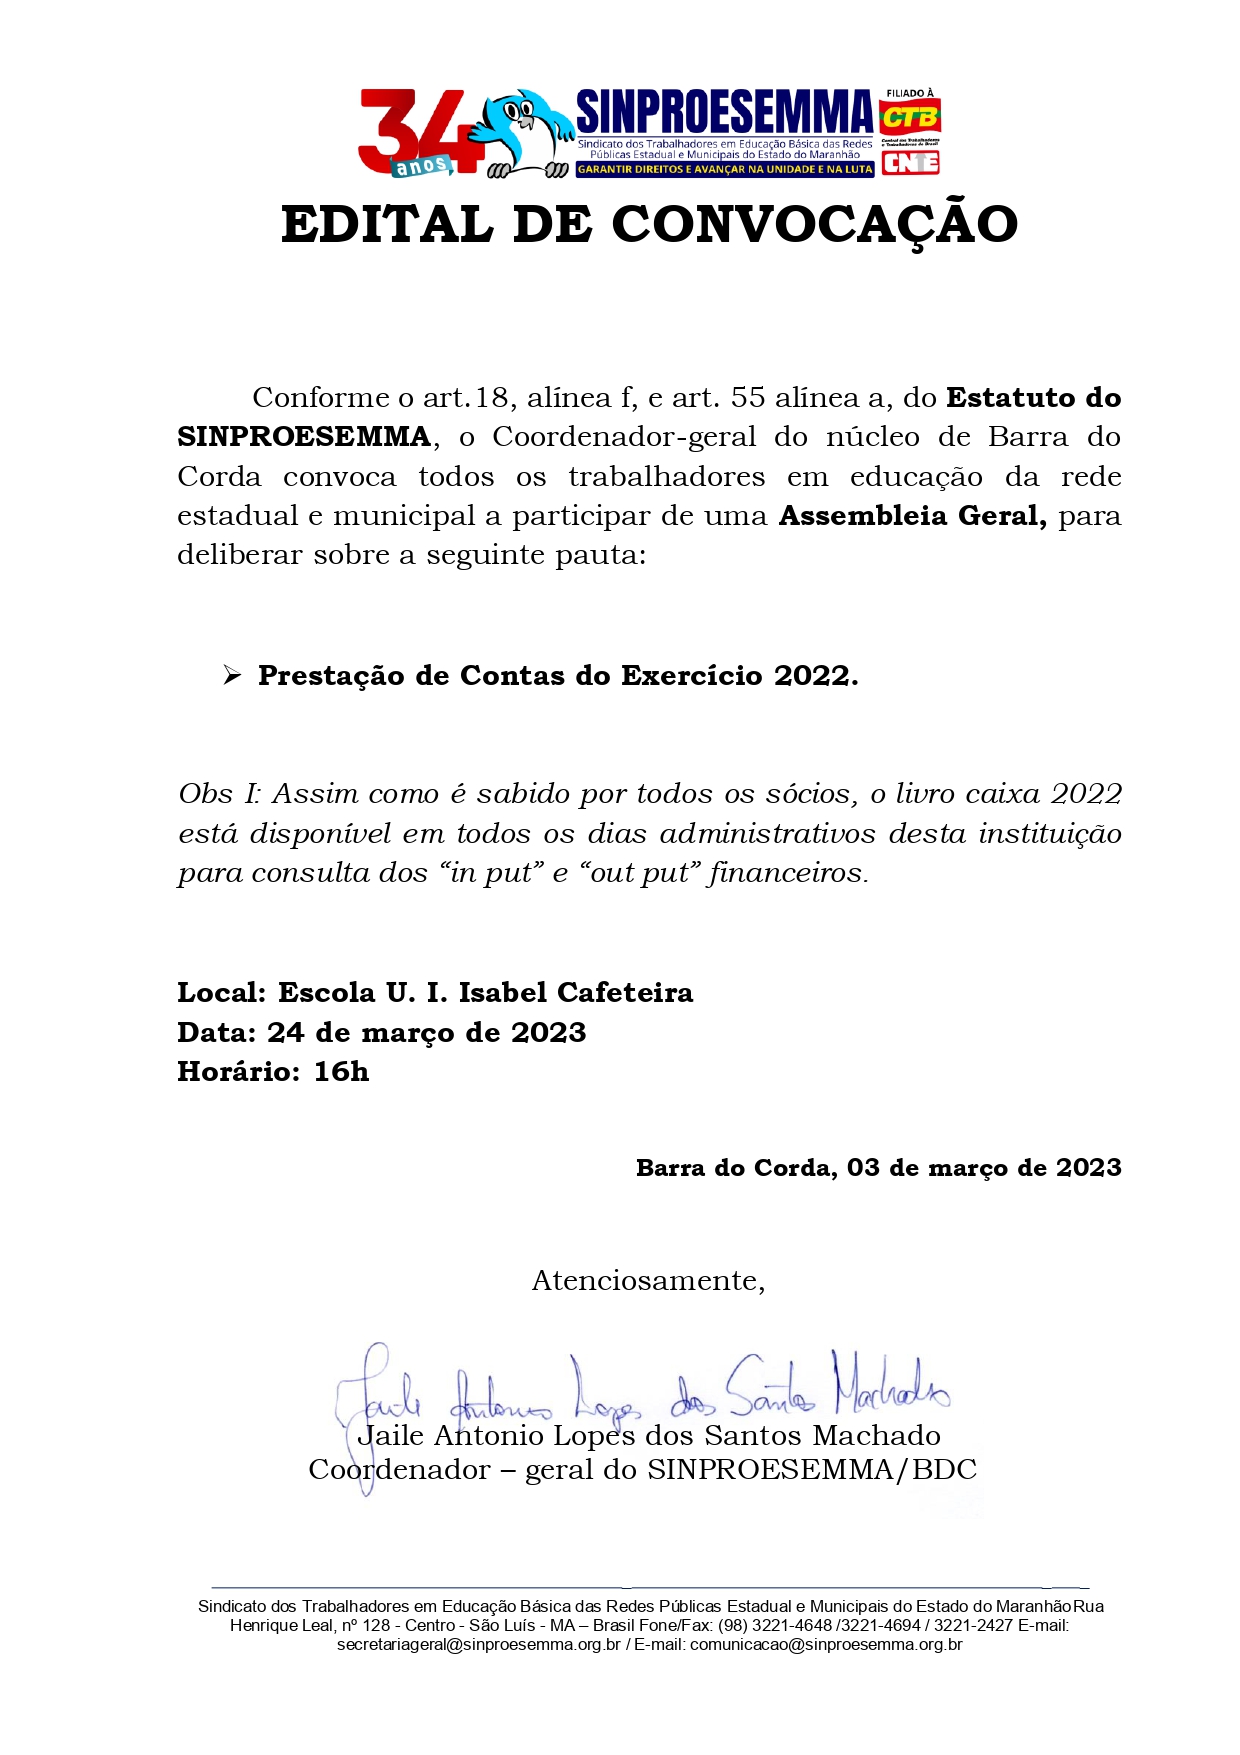 34 anos
SINPROESEMMA
Sindicato dos Trabalhadores em Educação Básica das Redes
Públicas Estadual e Municipais do Estado do Maranhão
GARANTIR DIREITOS E AVANÇAR NA UNIDADE E NA LUTA
FILIADO À
CTB
Central dos Trabalhadores
e Trabalhadoras do Brasil
CNTE
EDITAL DE CONVOCAÇÃO
Conforme o art.18, alínea f, e art. 55 alínea a, do Estatuto do
SINPROESEMMA, o Coordenador-geral do núcleo de Barra do
Corda convoca todos os trabalhadores em educação da rede
estadual e municipal a participar de uma Assembleia Geral, para
deliberar sobre a seguinte pauta:
➢ Prestação de Contas do Exercício 2022.
Obs I: Assim como é sabido por todos os sócios, o livro caixa 2022
está disponível em todos os dias administrativos desta instituição
para consulta dos “in put” e “out put” financeiros.
Local: Escola U. I. Isabel Cafeteira
Data: 24 de março de 2023
Horário: 16h
Barra do Corda, 03 de março de 2023
Atenciosamente,
Jaile Antonio Lopes dos Santos Machado
Jaile Antonio Lopes dos Santos Machado
Coordenador – geral do SINPROESEMMA/BDC
Sindicato dos Trabalhadores em Educação Básica das Redes Públicas Estadual e Municipais do Estado do Maranhão Rua
Henrique Leal, nº 128 - Centro - São Luís - MA – Brasil Fone/Fax: (98) 3221-4648 /3221-4694 / 3221-2427 E-mail:
secretariageral@sinproesemma.org.br / E-mail: comunicacao@sinproesemma.org.br